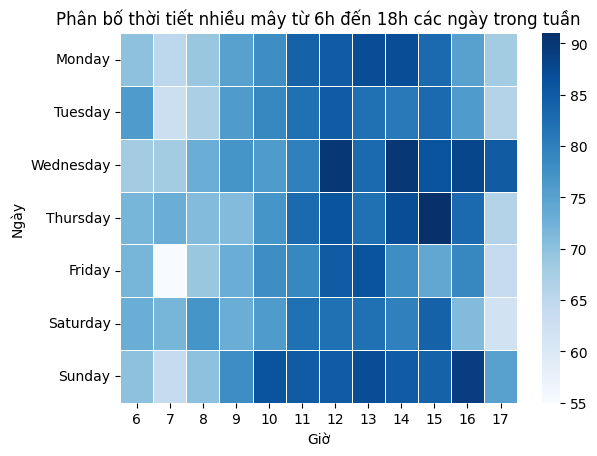 Phân bố thời tiết nhiều mây từ 6h đến 18h các ngày trong tuần
Ngày
Monday
Tuesday
Wednesday
Thursday
Friday
Saturday
Sunday
6 7 8 9 10 11 12 13 14 15 16 17
Giờ
90
85
80
75
70
65
60
55